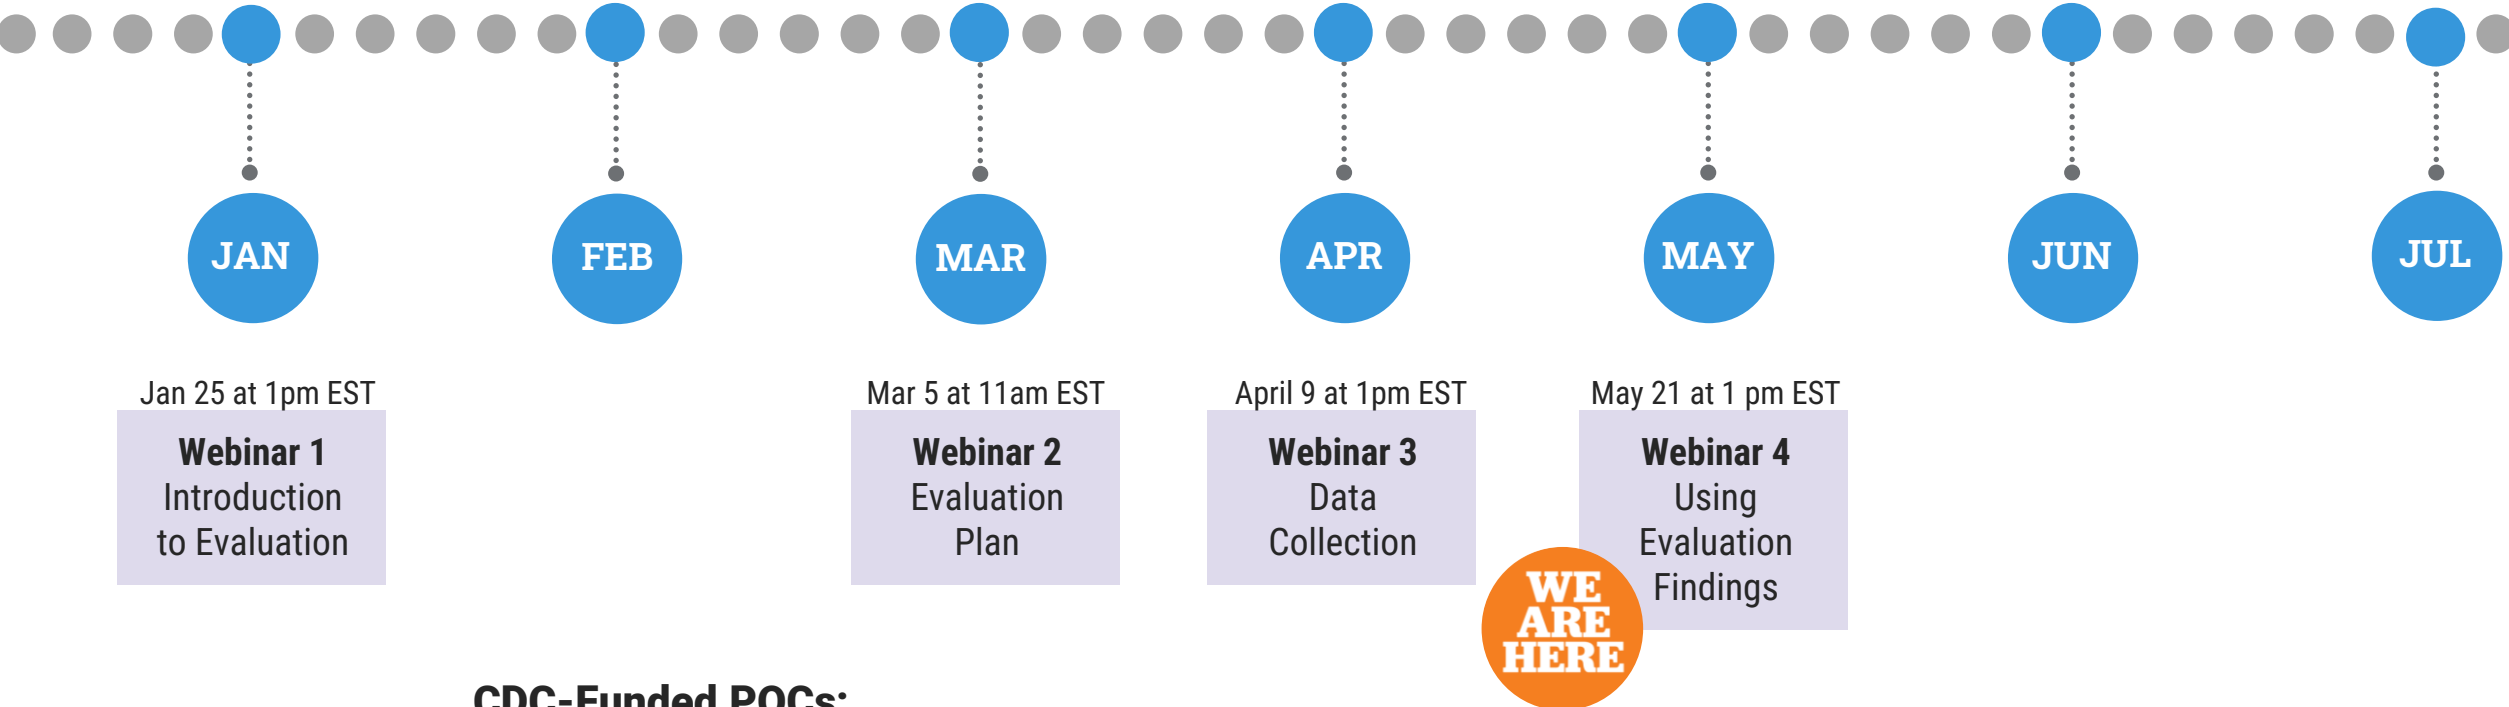 JAN
FEB
MAR
APR
MAY
JUN
JUL
Jan 25 at 1pm EST
Webinar 1
Introduction
to Evaluation
Mar 5 at 11am EST
Webinar 2
Evaluation
Plan
April 9 at 1pm EST
Webinar 3
Data
Collection
May 21 at 1 pm EST
Webinar 4
Using
Evaluation
Findings
WE
ARE
HERE
CDC-Funded POCs: